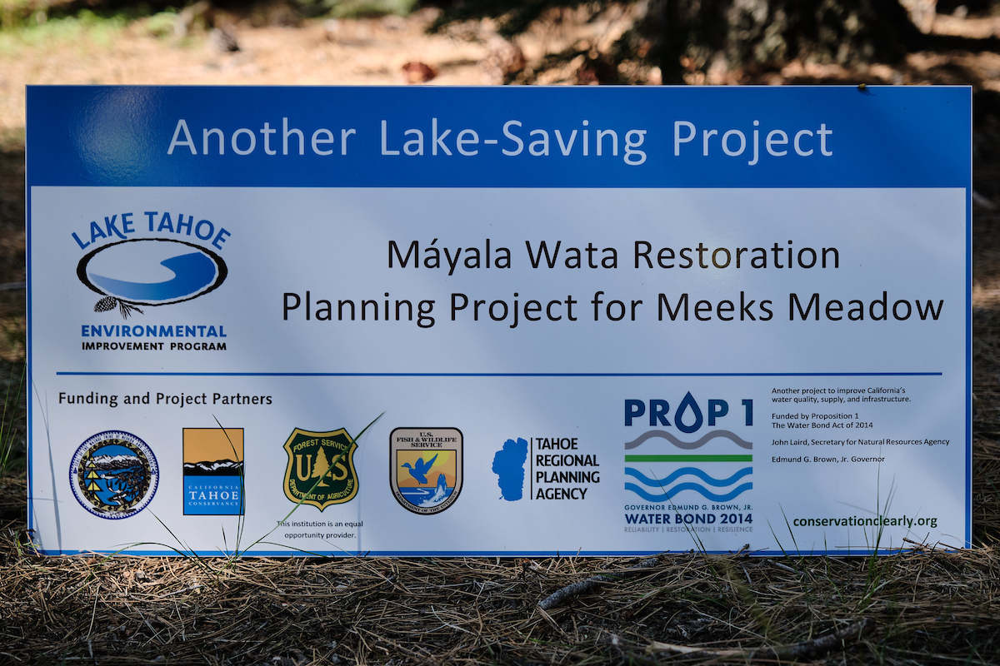 Another Lake-Saving Project
LAKE TAHOE
ENVIRONMENTAL
IMPROVEMENT PROGRAM
Máyala Wata Restoration
Planning Project for Meeks Meadow
Funding and Project Partners
CALIFORNIA
TAHOE
CONSERVANCY
FOREST SERVICE
U S
DEPARTMENT OF AGRICULTURE
This institution is an equal
opportunity provider.
U.S.
FISH & WILDLIFE
SERVICE
DEPARTMENT OF THE INTERIOR
TAHOE
REGIONAL
PLANNING
AGENCY
PROP 1
GOVERNOR EDMUND G. BROWN, JR.
WATER BOND 2014
RELIABILITY | RESTORATION | RESILIENCE
Another project to improve California's
water quality, supply, and infrastructure.
Funded by Proposition 1
The Water Bond Act of 2014
John Laird, Secretary for Natural Resources Agency
Edmund G. Brown, Jr. Governor
conservationclearly.org